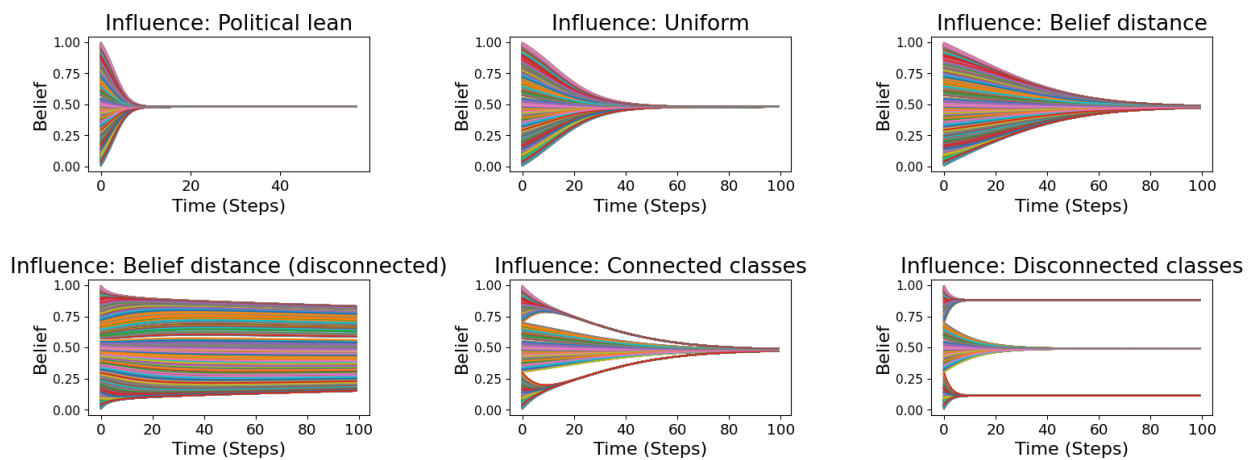 Influence: Political lean
1.00
0.75
0.50
0.25
0.00
Belief
0 20 40
Time (Steps)
Influence: Uniform
1.00
0.75
0.50
0.25
0.00
Belief
0 20 40 60 80 100
Time (Steps)
Influence: Belief distance
1.00
0.75
0.50
0.25
0.00
Belief
0 20 40 60 80 100
Time (Steps)
Influence: Belief distance (disconnected)
1.00
0.75
0.50
0.25
0.00
Belief
0 20 40 60 80 100
Time (Steps)
Influence: Connected classes
1.00
0.75
0.50
0.25
0.00
Belief
0 20 40 60 80 100
Time (Steps)
Influence: Disconnected classes
1.00
0.75
0.50
0.25
0.00
Belief
0 20 40 60 80 100
Time (Steps)